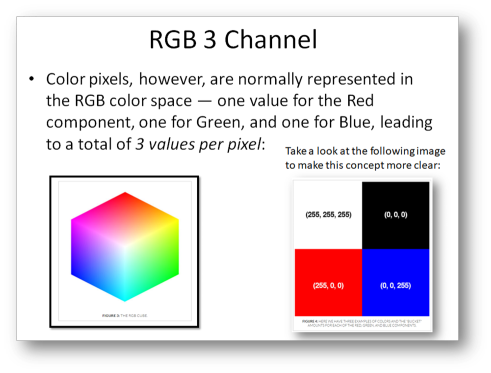 RGB 3 Channel
• Color pixels, however, are normally represented in
the RGB color space — one value for the Red
component, one for Green, and one for Blue, leading
to a total of 3 values per pixel:
Take a look at the following image
to make this concept more clear:
(255, 255, 255)
(0, 0, 0)
(255, 0, 0)
(0, 0, 255)
FIGURE 3: THE RGB CUBE
FIGURE 4: HERE WE HAVE THREE EXAMPLES OF COLORS AND THE "BUCKET"
AMOUNTS FOR EACH OF THE RED, GREEN, AND BLUE COMPONENTS.